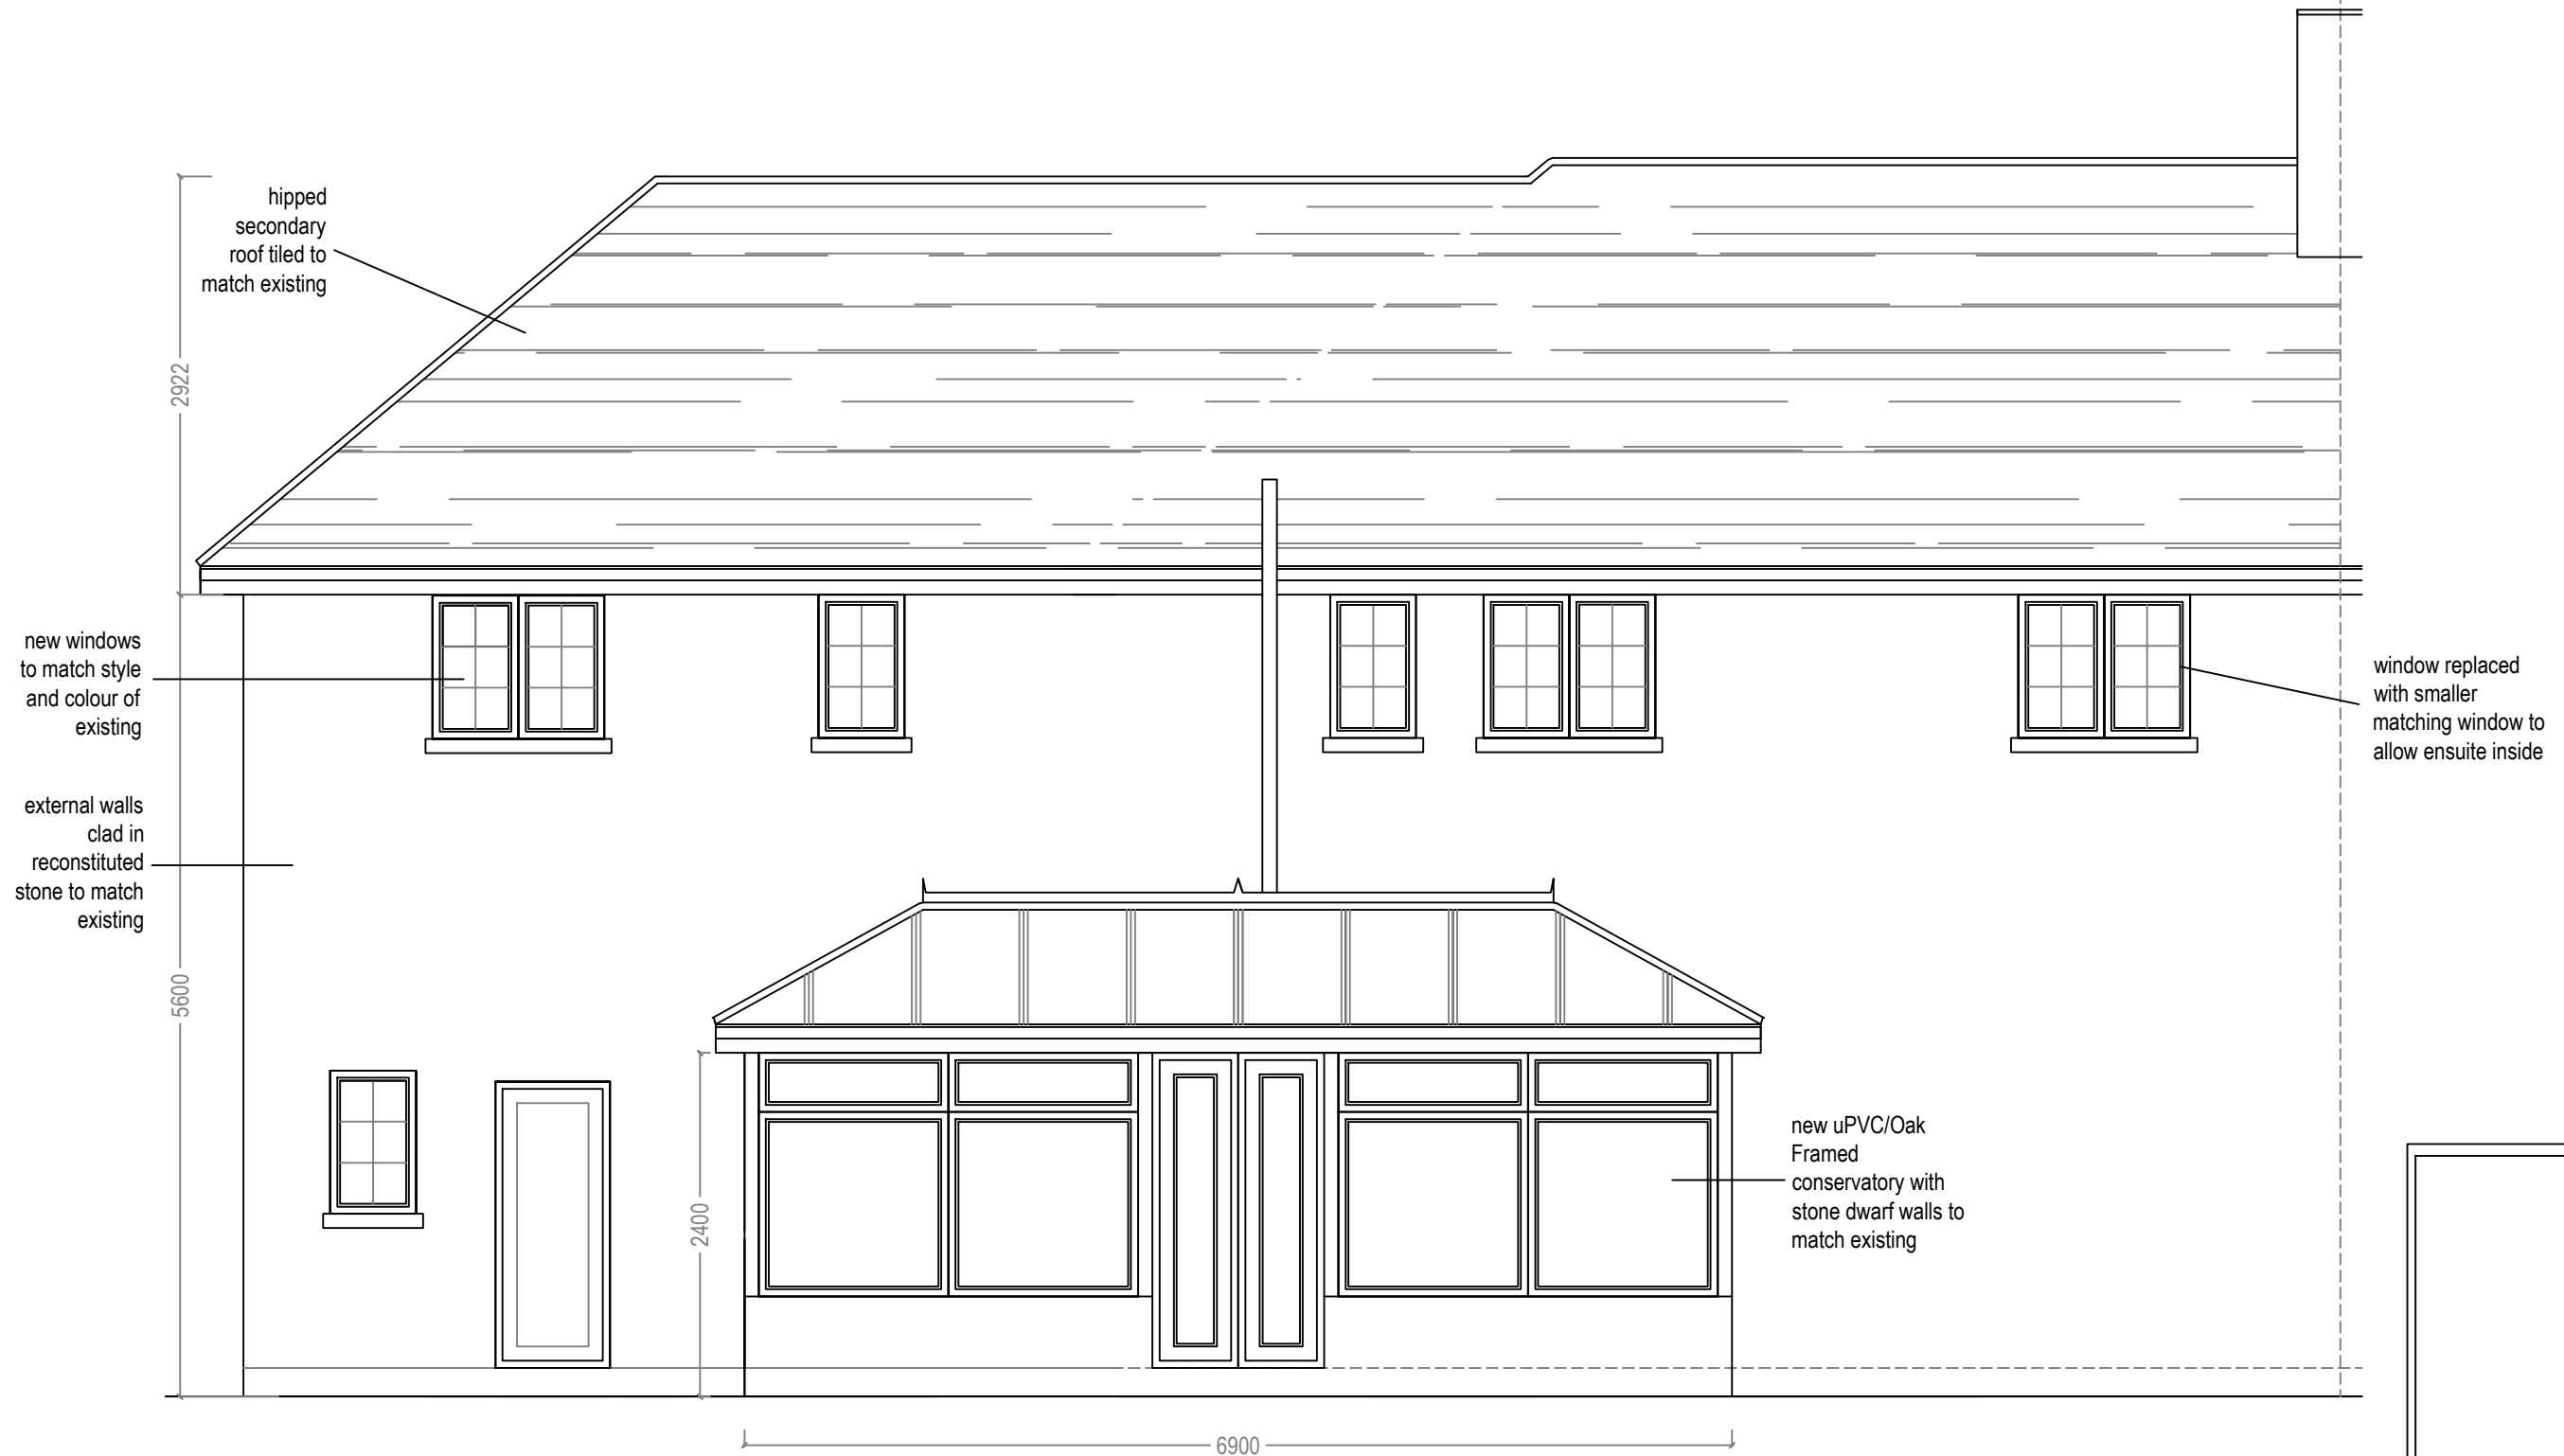 hipped
secondary
roof tiled to
match existing
2922
new windows
to match style
and colour of
existing
window replaced
with smaller
matching window to
allow ensuite inside
external walls
clad in
reconstituted
stone to match
existing
5600
2400
new uPVC/Oak
Framed
conservatory with
stone dwarf walls to
match existing
6900